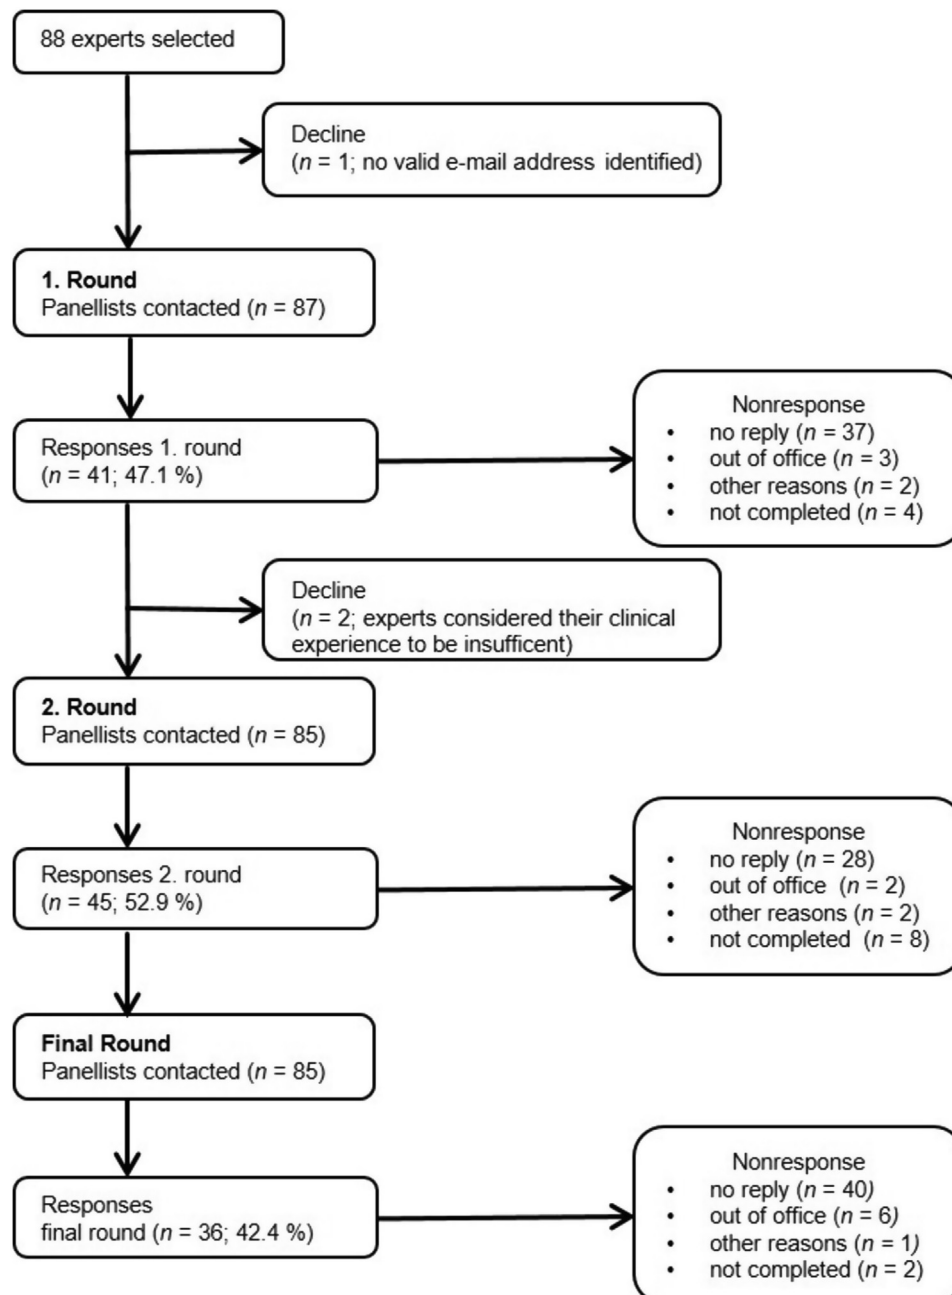 88 experts selected
Decline
(n = 1; no valid e-mail address identified)
1. Round
Panellists contacted (n = 87)
Responses 1. round
(n = 41; 47.1 %)
Nonresponse
• no reply (n = 37)
• out of office (n = 3)
• other reasons (n = 2)
• not completed (n = 4)
Decline
(n = 2; experts considered their clinical
experience to be insufficent)
2. Round
Panellists contacted (n = 85)
Responses 2. round
(n = 45; 52.9 %)
Nonresponse
• no reply (n = 28)
• out of office (n = 2)
• other reasons (n = 2)
• not completed (n = 8)
Final Round
Panellists contacted (n = 85)
Responses
final round (n = 36; 42.4 %)
Nonresponse
• no reply (n = 40)
• out of office (n = 6)
• other reasons (n = 1)
• not completed (n = 2)